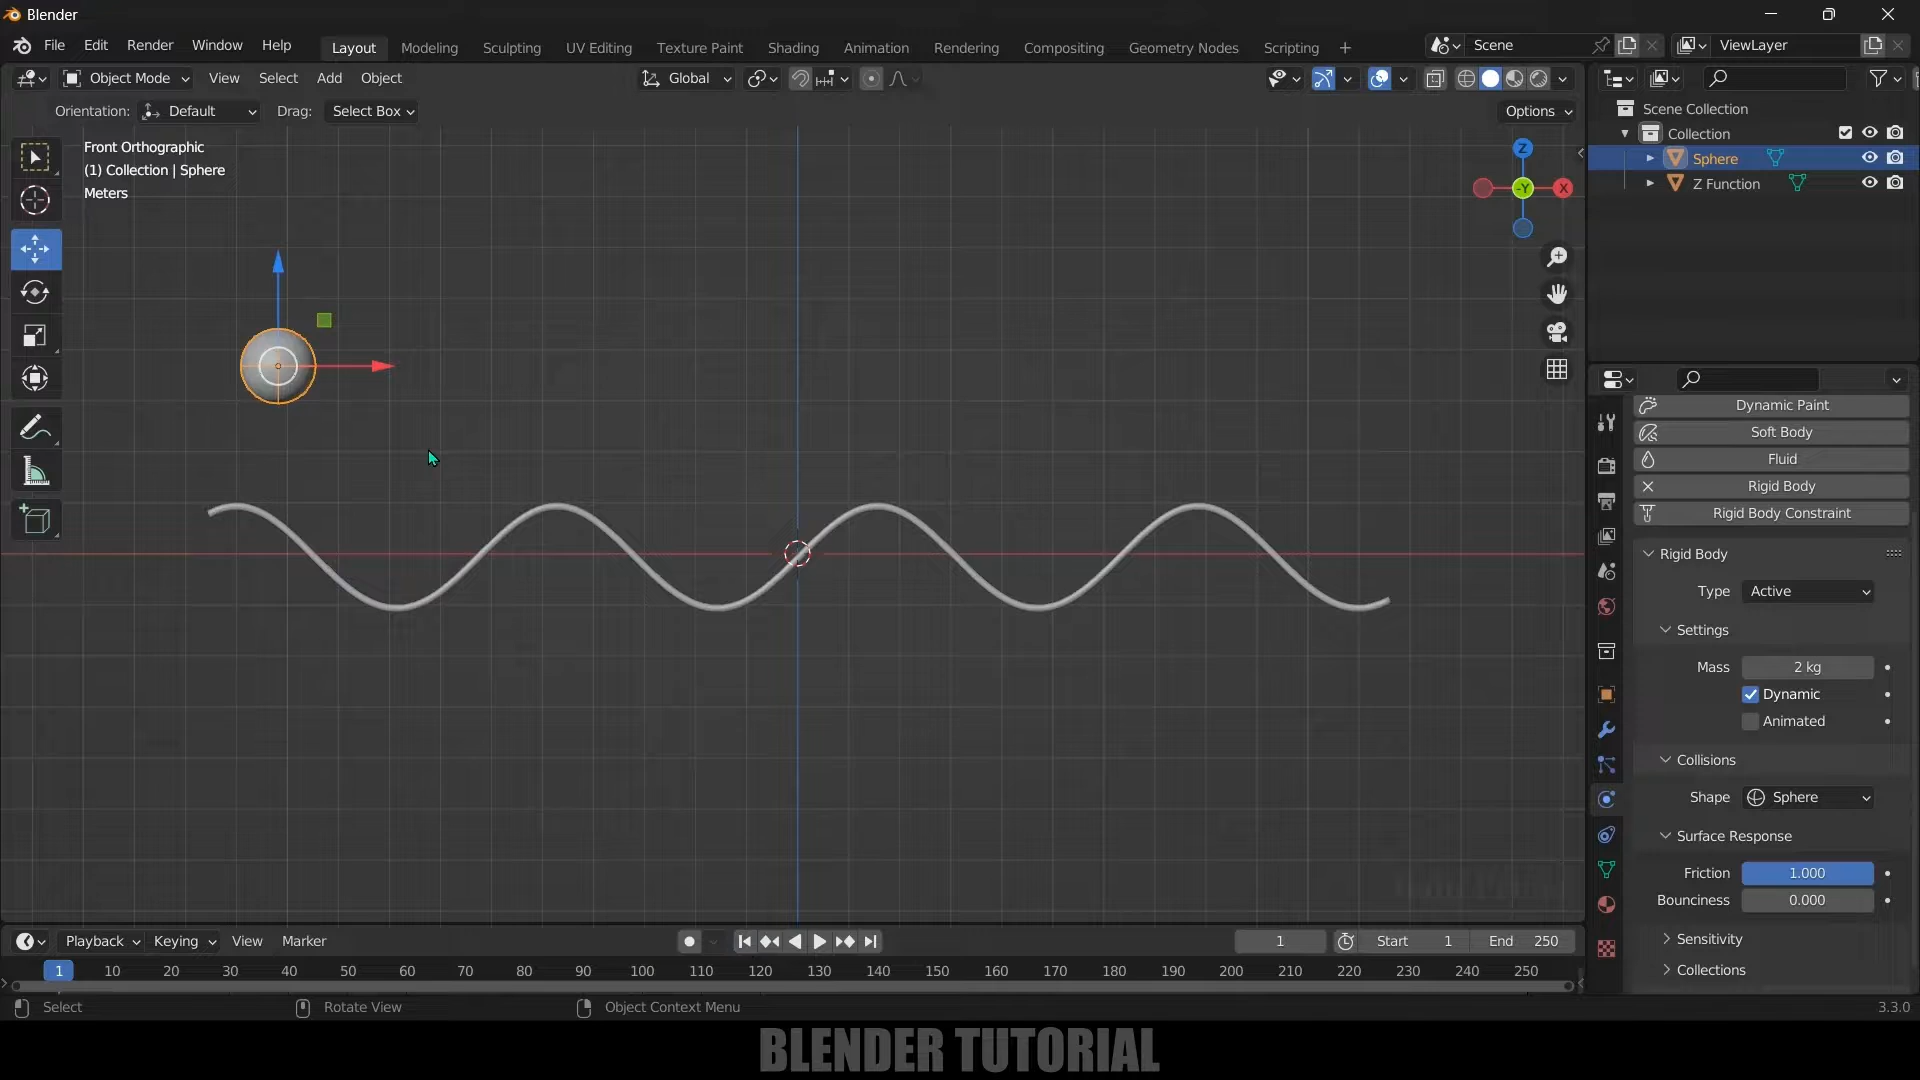 Blender
File Edit Render Window Help Layout Modeling Sculpting UV Editing Texture Paint Shading Animation Rendering Compositing Geometry Nodes Scripting + Scene ViewLayer
Object Mode View Select Add Object Global
Orientation: Default Drag: Select Box Options
Front Orthographic
(1) Collection | Sphere
Meters
Z
-Y X
Scene Collection
Collection
Sphere
Z Function
Dynamic Paint
Soft Body
Fluid
Rigid Body
Rigid Body Constraint
Rigid Body
Type Active
Settings
Mass 2 kg
Dynamic
Animated
Collisions
Shape Sphere
Surface Response
Friction 1.000
Bounciness 0.000
Sensitivity
Collections
Playback Keying View Marker 1 Start 1 End 250
1 10 20 30 40 50 60 70 80 90 100 110 120 130 140 150 160 170 180 190 200 210 220 230 240 250
Select Rotate View Object Context Menu 3.3.0
BLENDER TUTORIAL